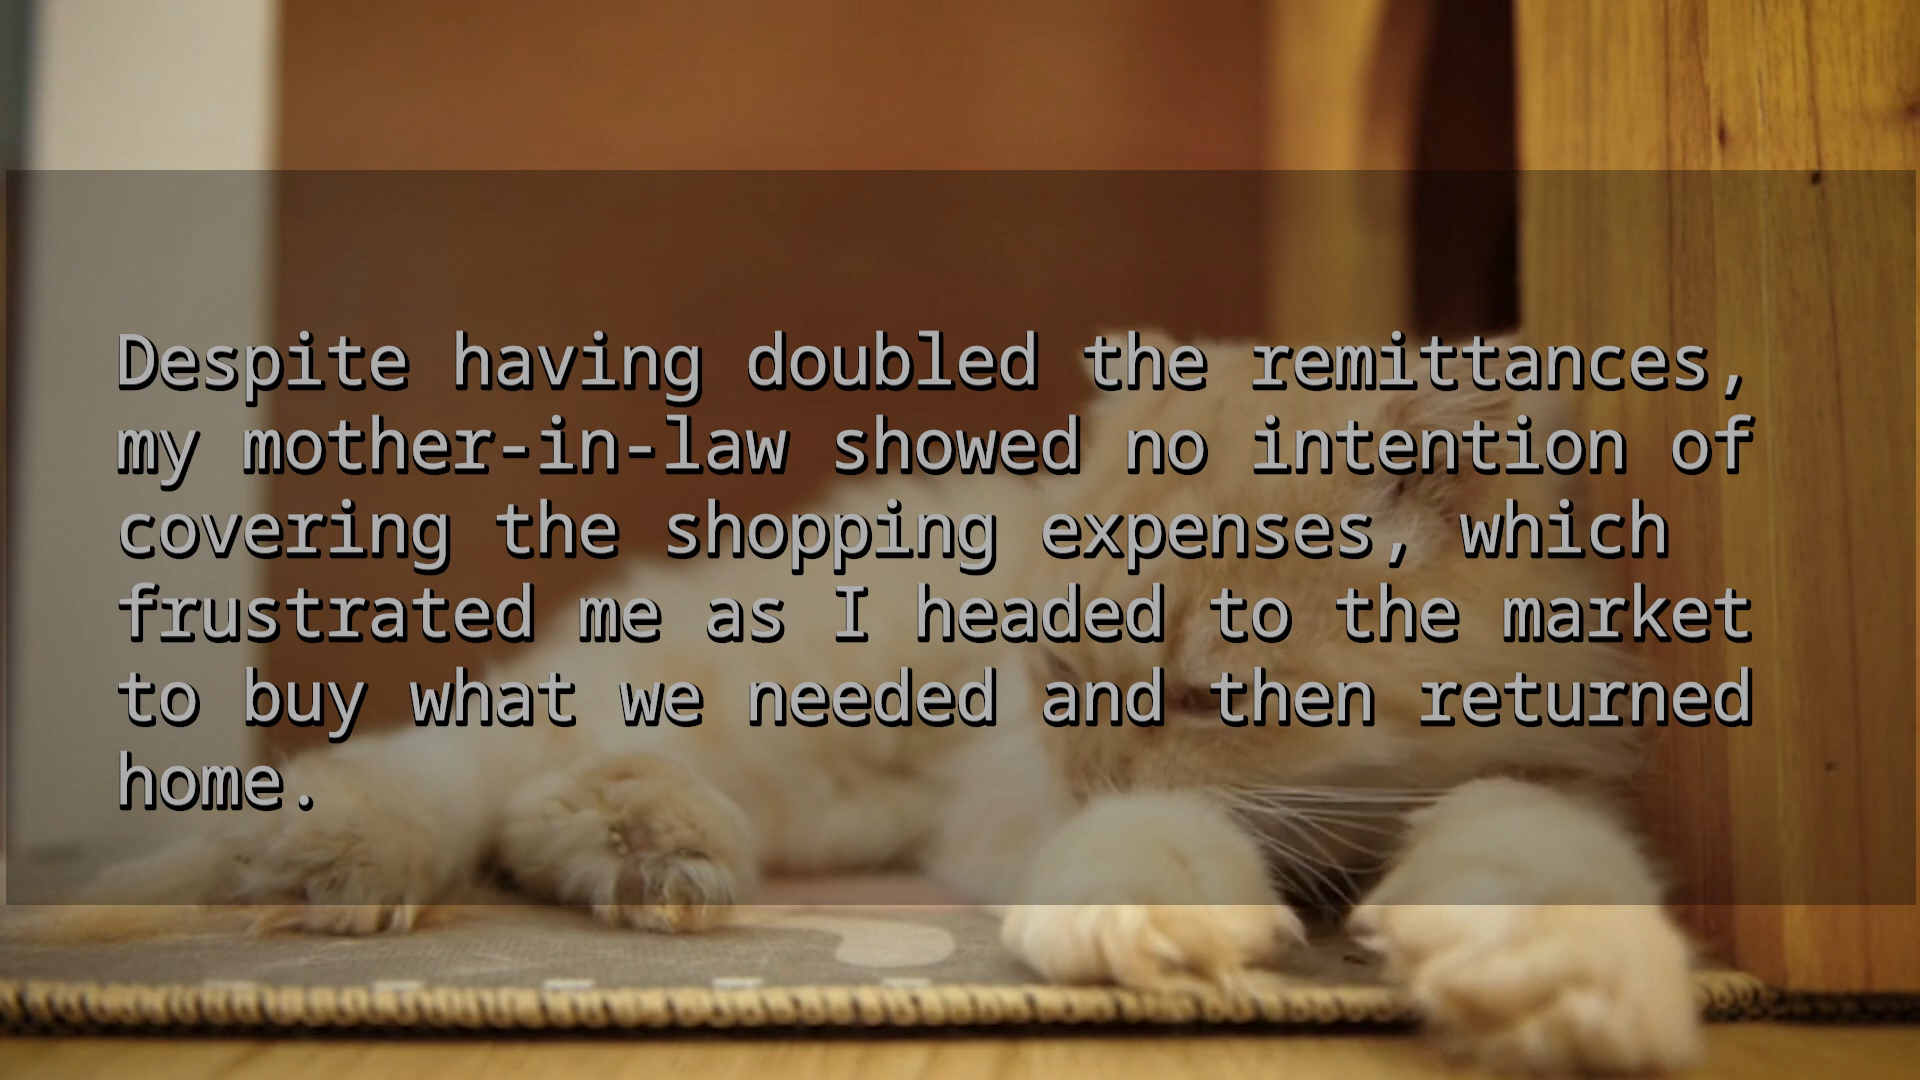 Despite having doubled the remittances,
my mother-in-law showed no intention of
covering the shopping expenses, which
frustrated me as I headed to the market
to buy what we needed and then returned
home.